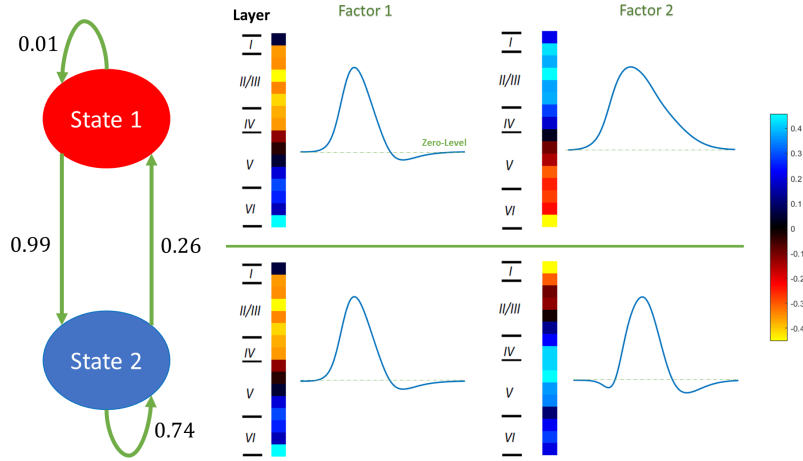 Layer
Factor 1
Factor 2
0.01
State 1
0.99
0.26
State 2
0.74
I
II/III
IV
V
VI
Zero-Level
I
II/III
IV
V
VI
I
II/III
IV
V
VI
I
II/III
IV
V
VI
0.4
0.3
0.2
0.1
0
-0.1
-0.2
-0.3
-0.4